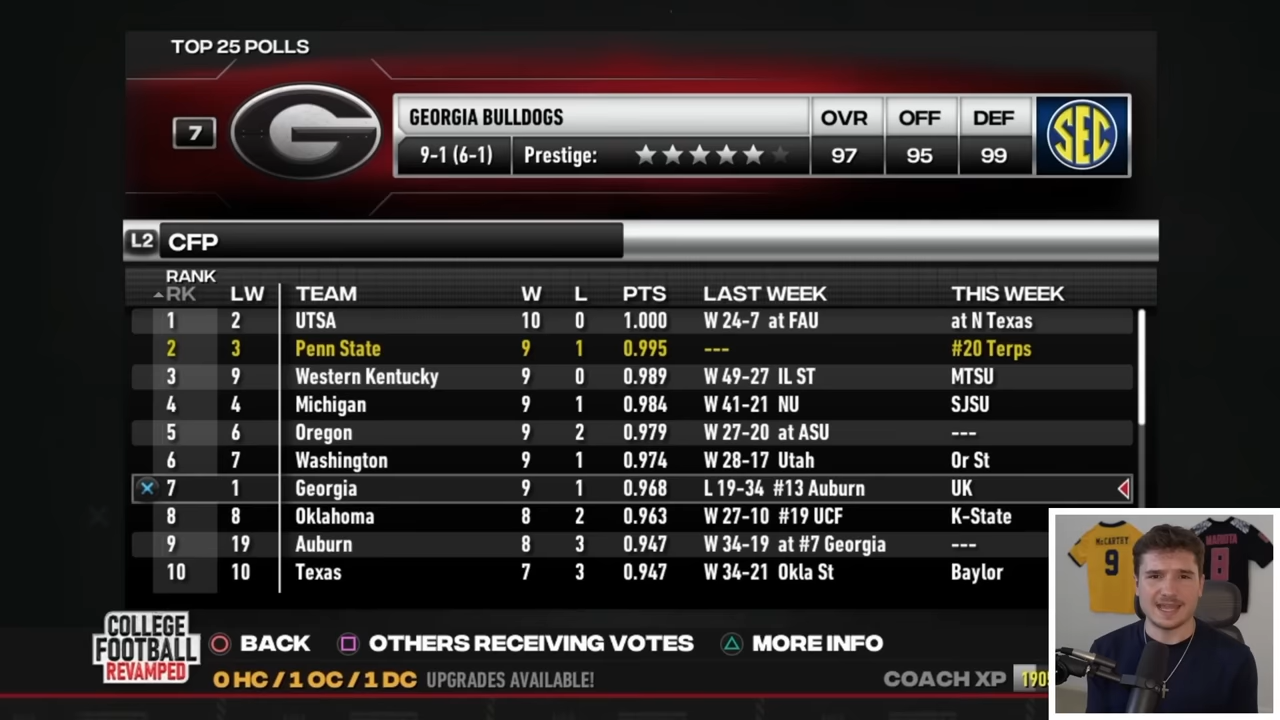 TOP 25 POLLS
7
G
GEORGIA BULLDOGS
OVR OFF DEF
9-1 (6-1) Prestige: 97 95 99
SEC
L2 CFP
RANK
RK LW TEAM W L PTS LAST WEEK THIS WEEK
1 2 UTSA 10 0 1.000 W 24-7 at FAU at N Texas
2 3 Penn State 9 1 0.995 --- #20 Terps
3 9 Western Kentucky 9 0 0.989 W 49-27 IL ST MTSU
4 4 Michigan 9 1 0.984 W 41-21 NU SJSU
5 6 Oregon 9 2 0.979 W 27-20 at ASU ---
6 7 Washington 9 1 0.974 W 28-17 Utah Or St
7 1 Georgia 9 1 0.968 L 19-34 #13 Auburn UK
8 8 Oklahoma 8 2 0.963 W 27-10 #19 UCF K-State
9 19 Auburn 8 3 0.947 W 34-19 at #7 Georgia ---
10 10 Texas 7 3 0.947 W 34-21 Okla St Baylor
McCARTHY
9
MARIOTA
8
COLLEGE
FOOTBALL
REVAMPED
BACK OTHERS RECEIVING VOTES MORE INFO
0 HC / 1 OC / 1 DC UPGRADES AVAILABLE!
COACH XP